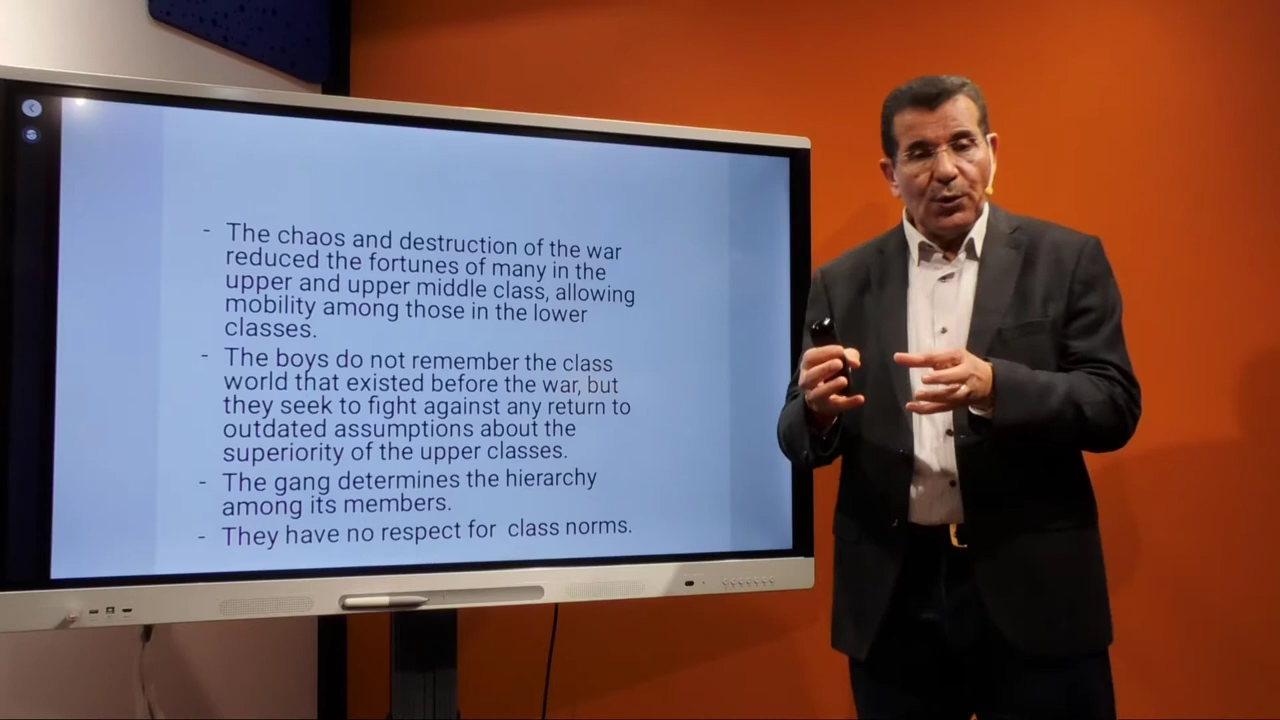 - The chaos and destruction of the war
reduced the fortunes of many in the
upper and upper middle class, allowing
mobility among those in the lower
classes.
- The boys do not remember the class
world that existed before the war, but
they seek to fight against any return to
outdated assumptions about the
superiority of the upper classes.
- The gang determines the hierarchy
among its members.
- They have no respect for  class norms.